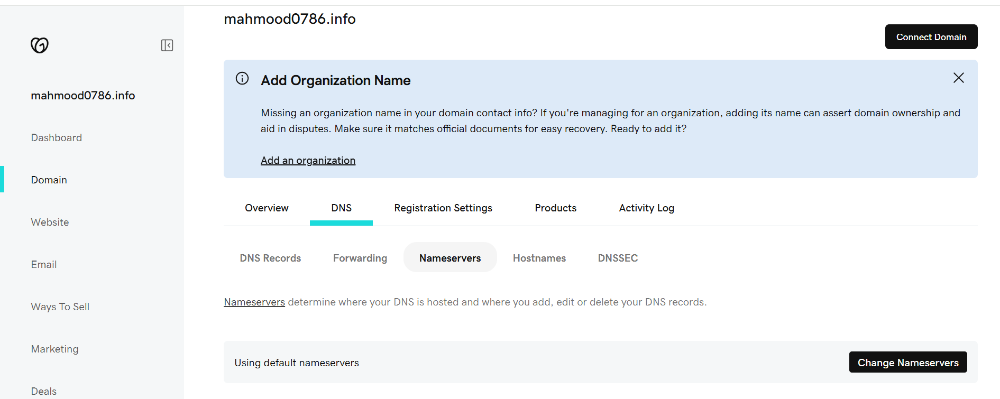 mahmood0786.info
Connect Domain
mahmood0786.info
Dashboard
Domain
Website
Email
Ways To Sell
Marketing
Deals
Add Organization Name
Missing an organization name in your domain contact info? If you're managing for an organization, adding its name can assert domain ownership and
aid in disputes. Make sure it matches official documents for easy recovery. Ready to add it?
Add an organization
Overview
DNS
Registration Settings
Products
Activity Log
DNS Records
Forwarding
Nameservers
Hostnames
DNSSEC
Nameservers determine where your DNS is hosted and where you add, edit or delete your DNS records.
Using default nameservers
Change Nameservers